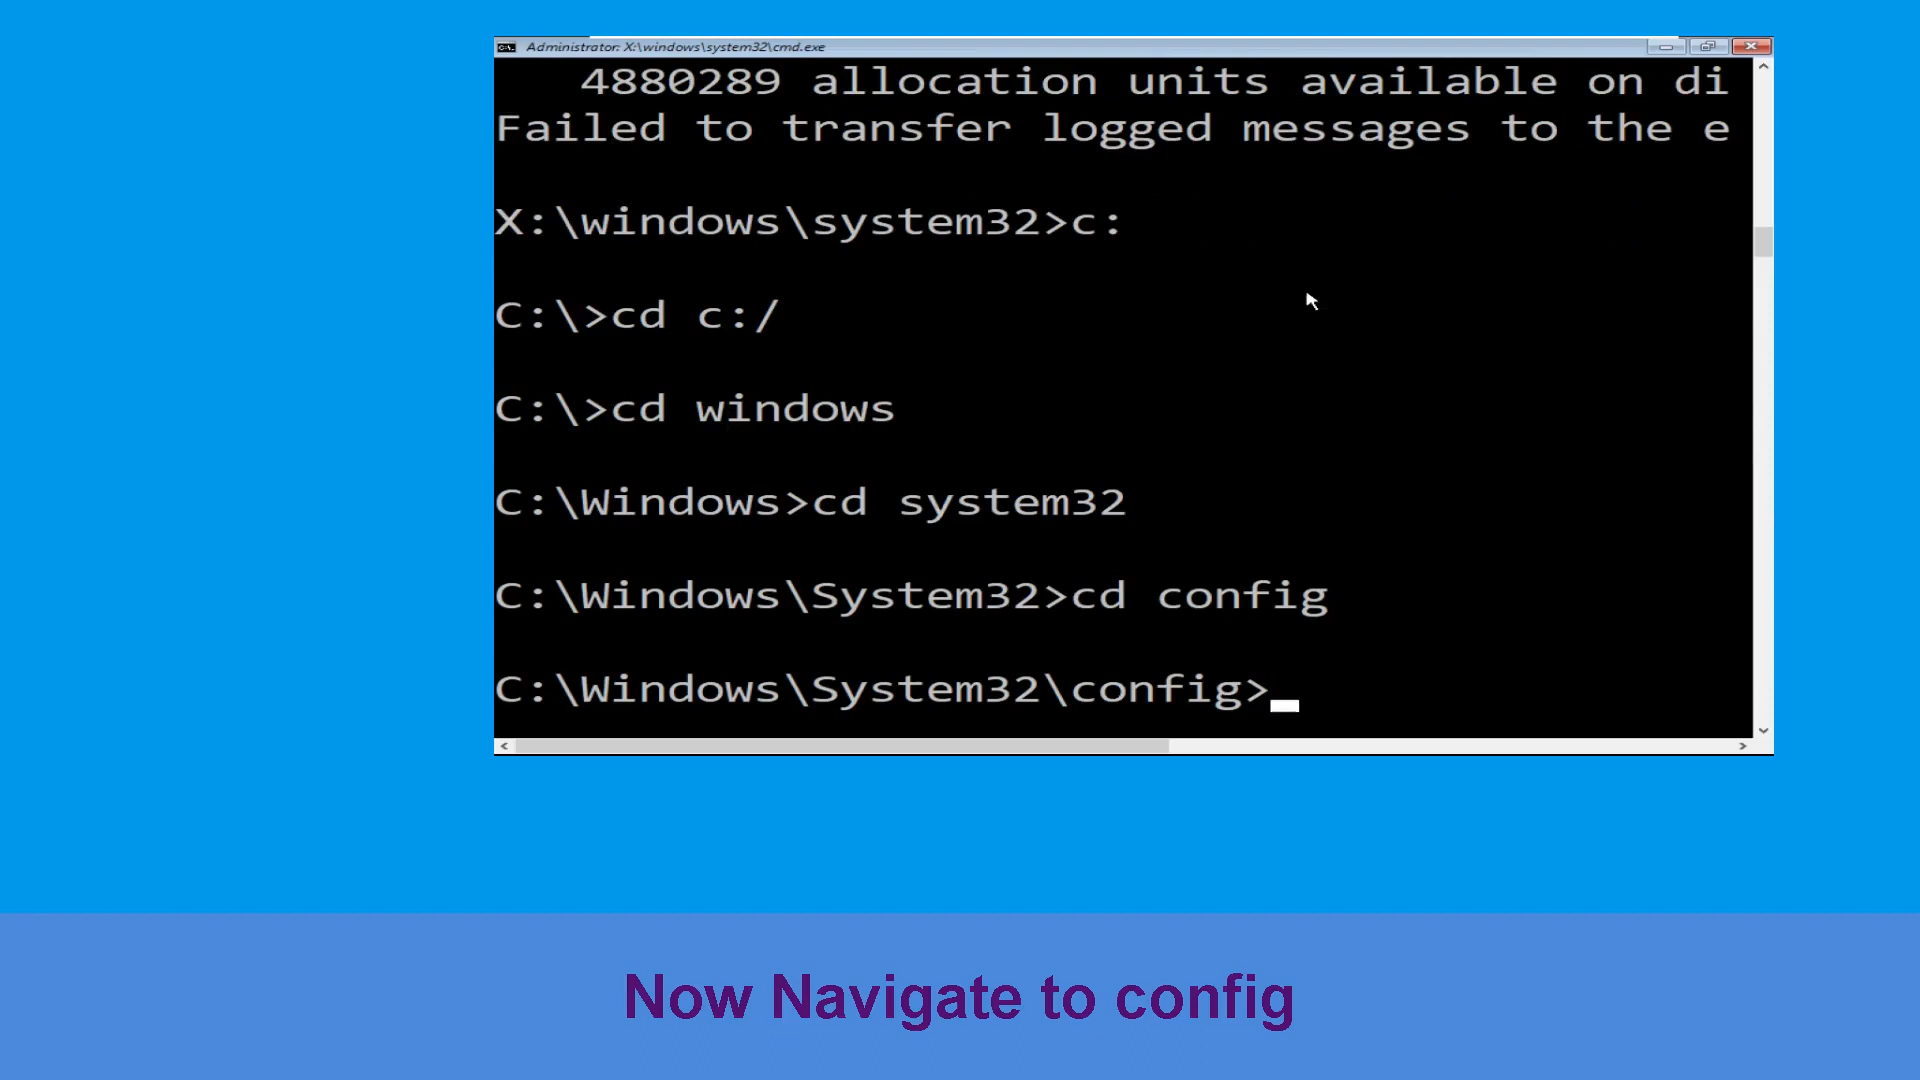 Administrator: X:\windows\system32\cmd.exe
4880289 allocation units available on di
Failed to transfer logged messages to the e
X:\windows\system32>c:
C:\>cd c:/
C:\>cd windows
C:\Windows>cd system32
C:\Windows\System32>cd config
C:\Windows\System32\config>
Now Navigate to config